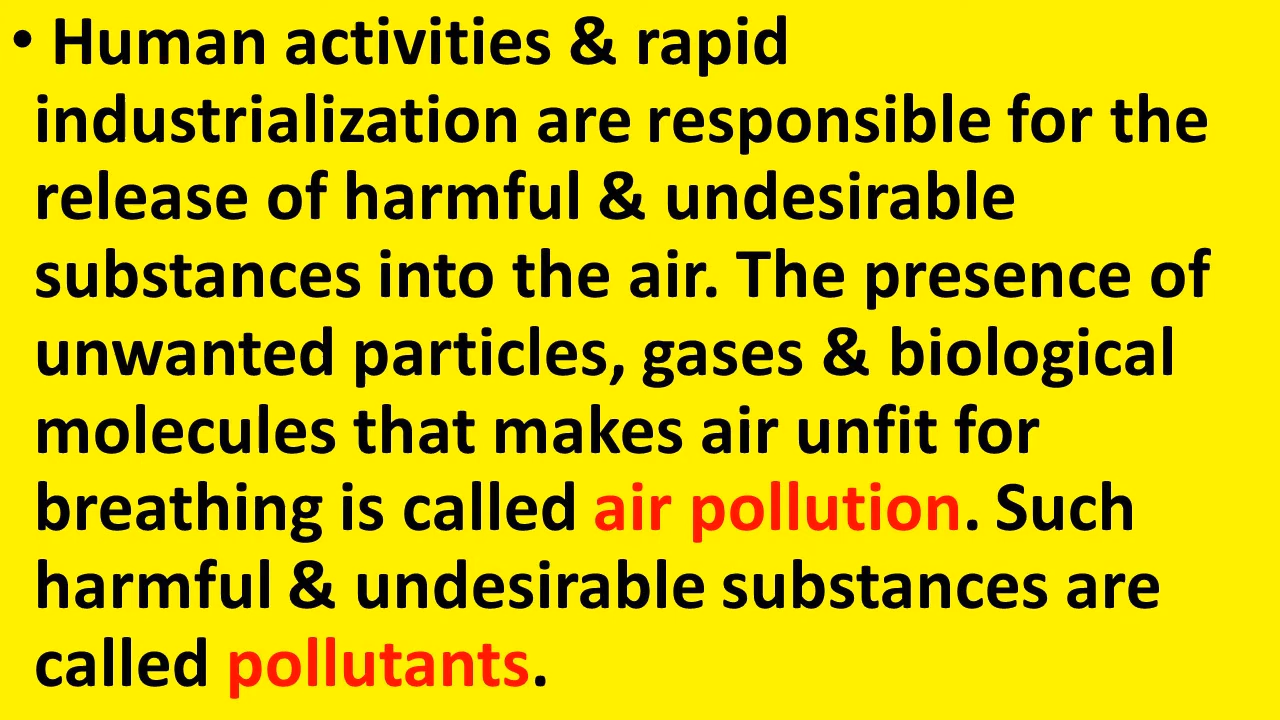 • Human activities & rapid
industrialization are responsible for the
release of harmful & undesirable
substances into the air. The presence of
unwanted particles, gases & biological
molecules that makes air unfit for
breathing is called air pollution. Such
harmful & undesirable substances are
called pollutants.